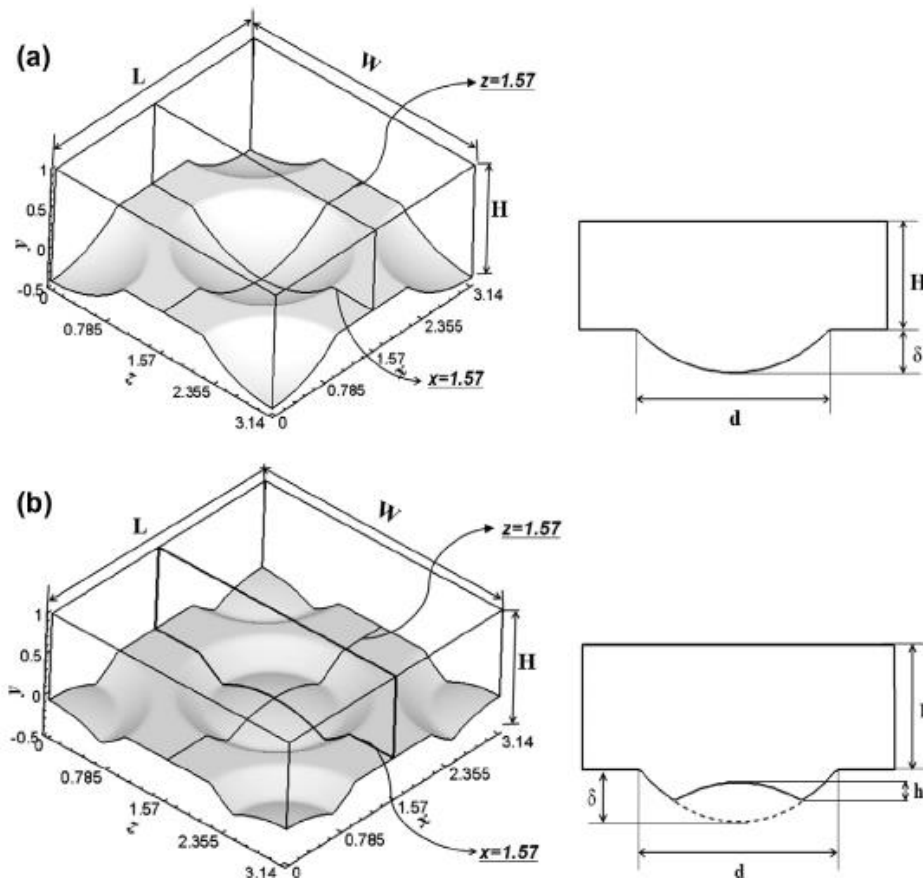 (a)
L
W
z=1.57
1
0.5
0
-0.5
y
H
0
0.785
1.57
2.355
3.14
z
0
0.785
1.57
2.355
3.14
x
x=1.57
H
δ
d
(b)
L
W
z=1.57
1
0.5
0
-0.5
y
H
0
0.785
1.57
2.355
3.14
z
0
0.785
1.57
2.355
3.14
x
x=1.57
δ
h
d